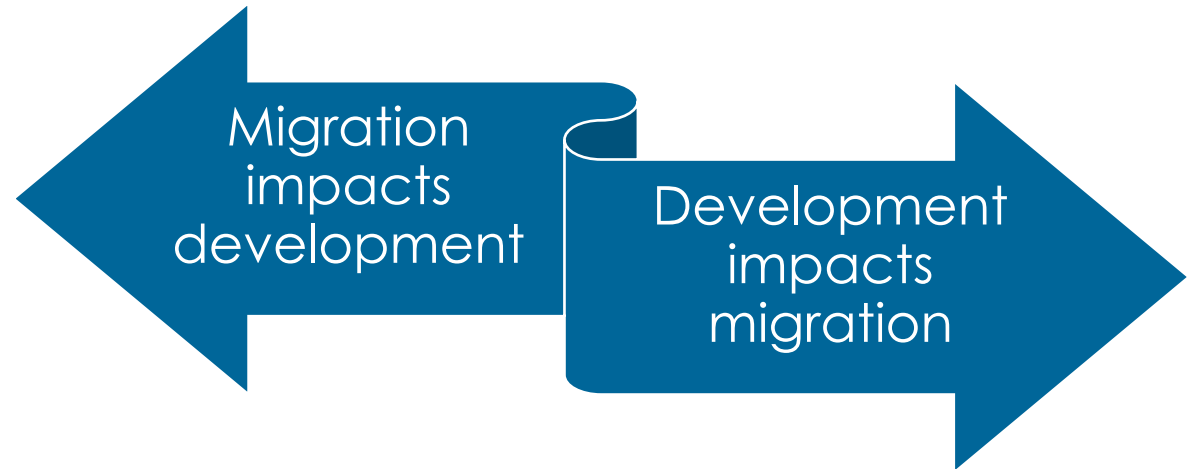 Migration
impacts
development
Development
impacts
migration